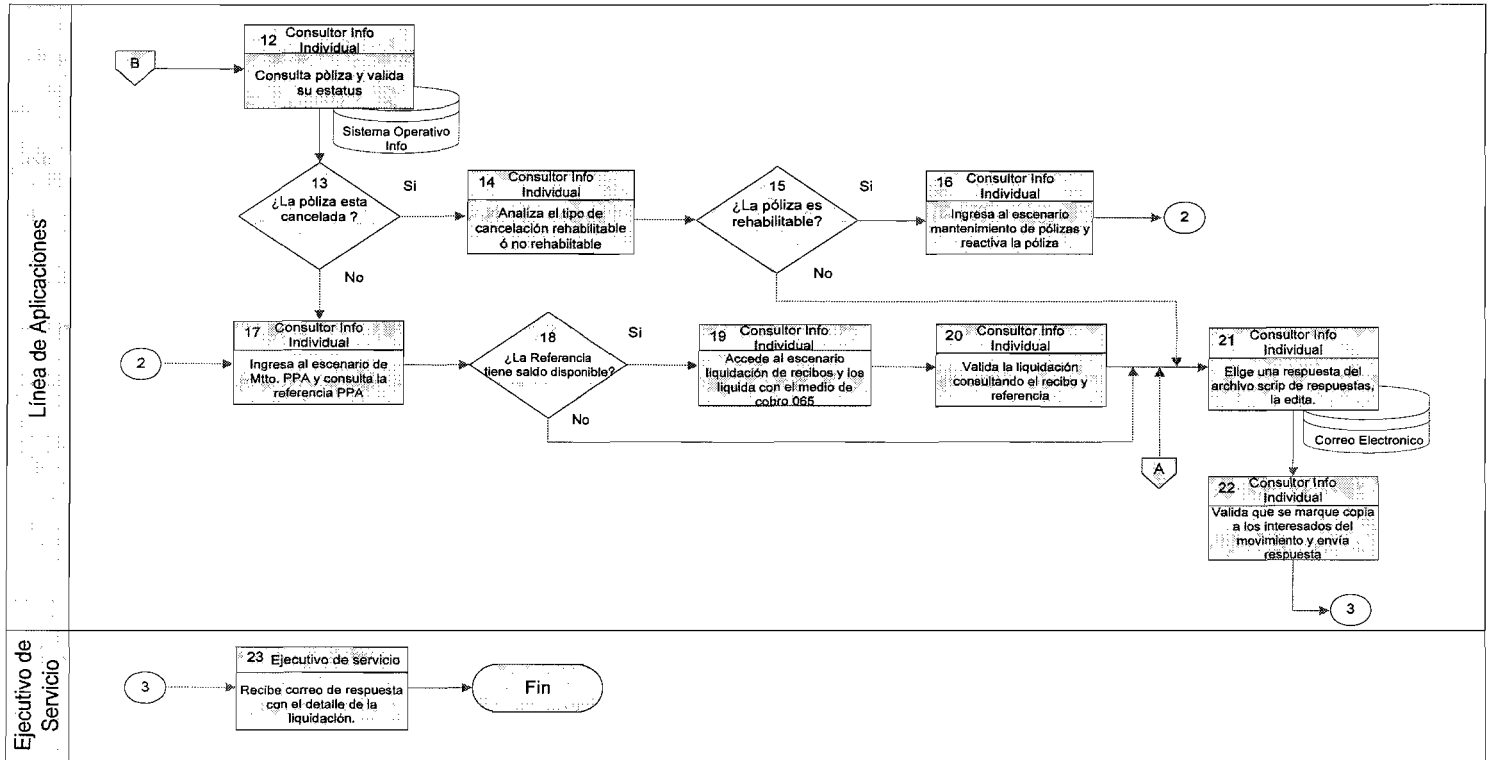 Línea de Aplicaciones
B
12 Consultor Info
Individual
Consulta pòliza y valida
su estatus
Sistema Operativo
Info
13
¿La pòliza esta
cancelada ?
Si
No
14 Consultor Info
Individual
Analiza el tipo de
cancelación rehabilitable
ó no rehabiitable
15
¿La póliza es
rehabilitable?
Si
No
16 Consultor Info
Individual
Ingresa al escenario
mantenimiento de pólizas y
reactiva la póliza
2
2
17 Consultor Info
Individual
Ingresa al escenario de
Mtto. PPA y consulta la
referencia PPA
18
¿La Referencia
tiene saldo disponible?
Si
No
19 Consultor Info
Individual
Accede al escenario
liquidación de recibos y los
liquida con el medio de
cobro 065
20 Consultor Info
Individual
Valida la liquidación
consultando el recibo y
referencia
A
21 Consultor Info
Individual
Elige una respuesta del
archivo scrip de respuestas,
la edita.
Correo Electronico
22 Consultor Info
Individual
Valida que se marque copia
a los interesados del
movimiento y envía
respuesta
3
Ejecutivo de
Servicio
3
23 Ejecutivo de servicio
Recibe correo de respuesta
con el detalle de la
liquidación.
Fin